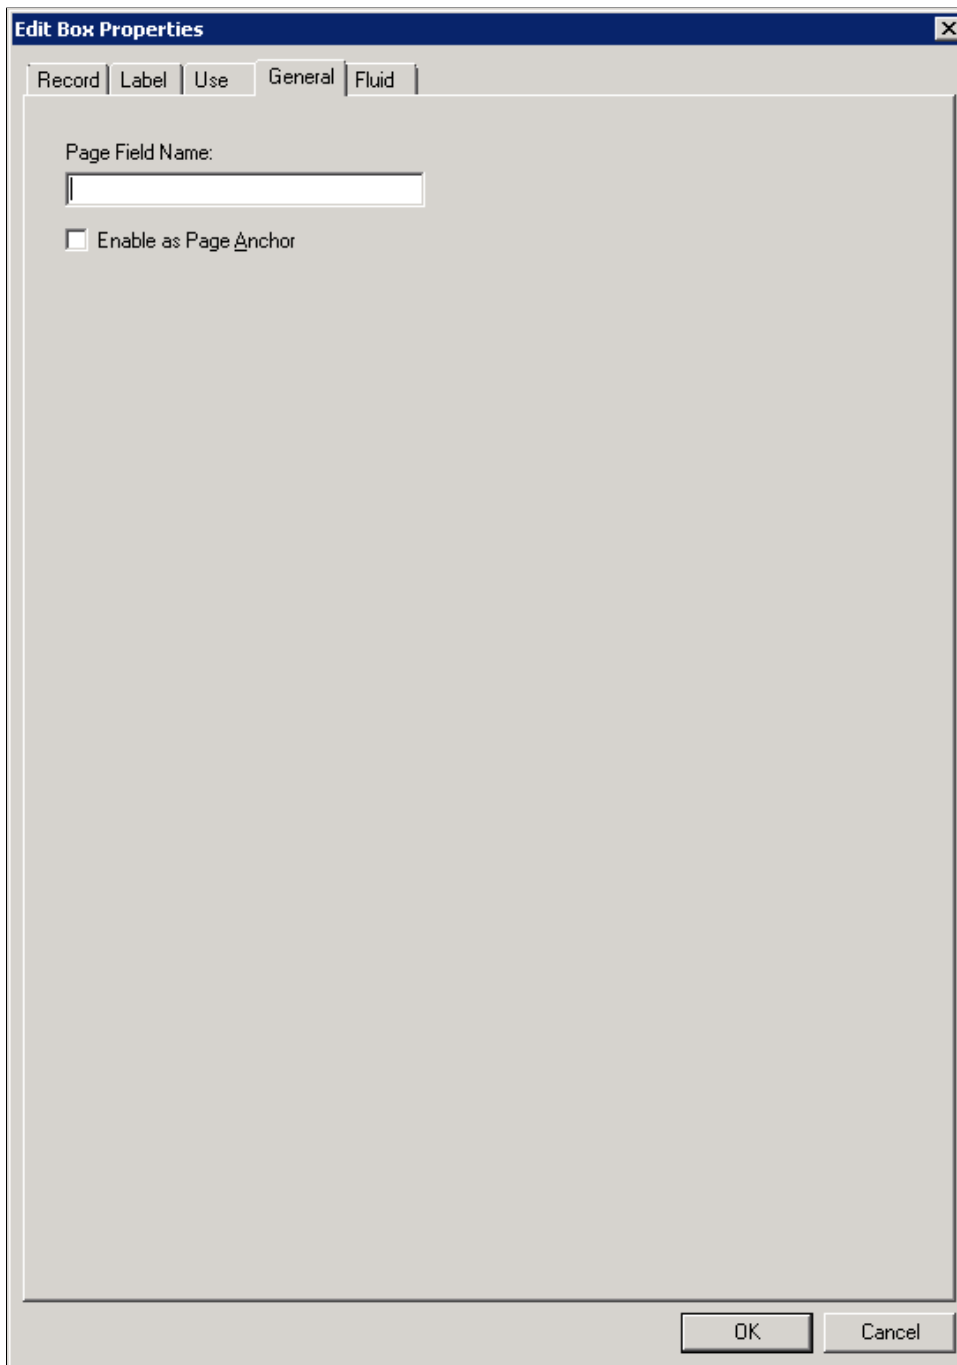 Edit Box Properties
Record Label Use General Fluid
Page Field Name:
Enable as Page Anchor
OK Cancel